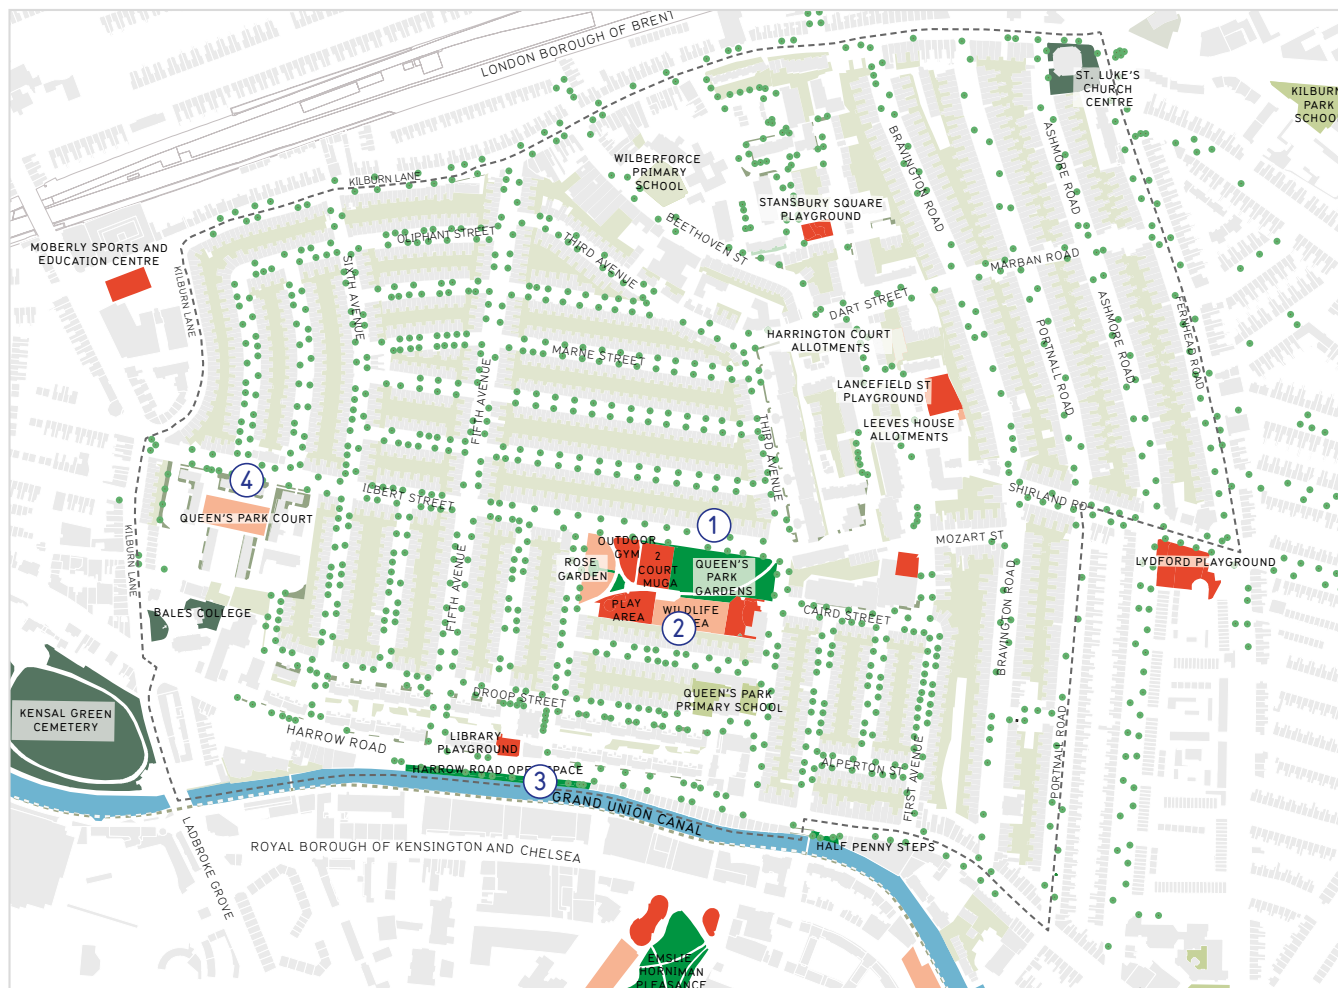 LONDON BOROUGH OF BRENT
ST. LUKE'S
CHURCH
CENTRE
KILBURN
PARK
SCHOO
WILBERFORCE
PRIMARY
SCHOOL
BRAVINGTON ROAD
ASHMORE ROAD
KILBURN LANE
STANSBURY SQUARE
PLAYGROUND
OLIPHANT STREET
BEETHOVEN ST
THIRD AVENUE
MOBERLY SPORTS AND
EDUCATION CENTRE
KILBURN LANE
SIXTH AVENUE
MARBAN ROAD
DART STREET
ASHMORE ROAD
FERNHEAD ROAD
PORTNALL ROAD
HARRINGTON COURT
ALLOTMENTS
MARNE STREET
FIFTH AVENUE
LANCEFIELD ST
PLAYGROUND
LEEVES HOUSE
ALLOTMENTS
THIRD AVENUE
4
ILBERT STREET
SHIRLAND RD
QUEEN'S PARK COURT
1
KILBURN LANE
OUTDOOR
GYM
2
COURT
MUGA
ROSE
GARDEN
QUEEN'S
PARK
GARDENS
MOZART ST
LYDFORD PLAYGROUND
FIFTH AVENUE
BRAVINGTON ROAD
PLAY
AREA
WILDLIFE
EA
2
CAIRD STREET
BALES COLLEGE
KENSAL GREEN
CEMETERY
DROOP STREET
QUEEN'S PARK
PRIMARY SCHOOL
HARROW ROAD
LIBRARY
PLAYGROUND
PORTNALL ROAD
FIRST AVENUE
ALPERTON ST
HARROW ROAD OPE
PACE
3
GRAND UNION CANAL
LADBROKE GROVE
ROYAL BOROUGH OF KENSINGTON AND CHELSEA
HALF PENNY STEPS
EMSLIE
HORNIMAN
PLEASANCE